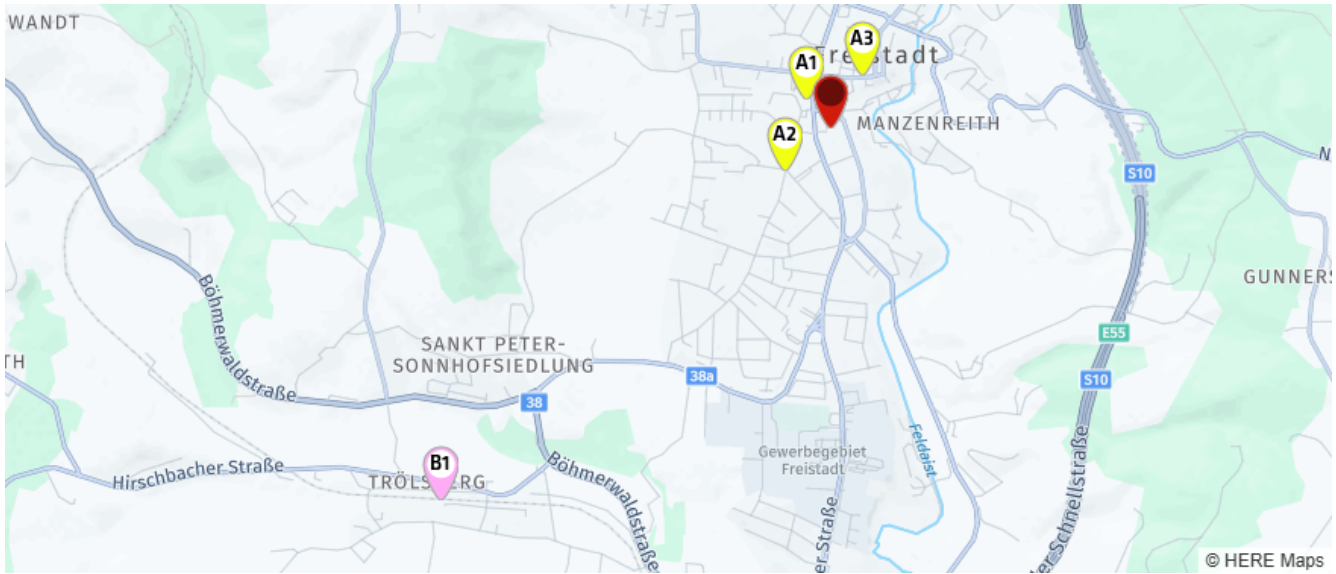 WANDT
A3
Freistadt
A1
MANZENREITH
A2
S10
N
GUNNERS
Böhmerwaldstraße
SANKT PETER-
SONNHOFSIEDLUNG
E55
TH
38a
S10
38
Feldaist
Gewerbegebiet
Freistadt
B1
Hirschbacher Straße
Böhmerwaldstraße
TRÖLSBERG
er Straße
er Schnellstraße
© HERE Maps